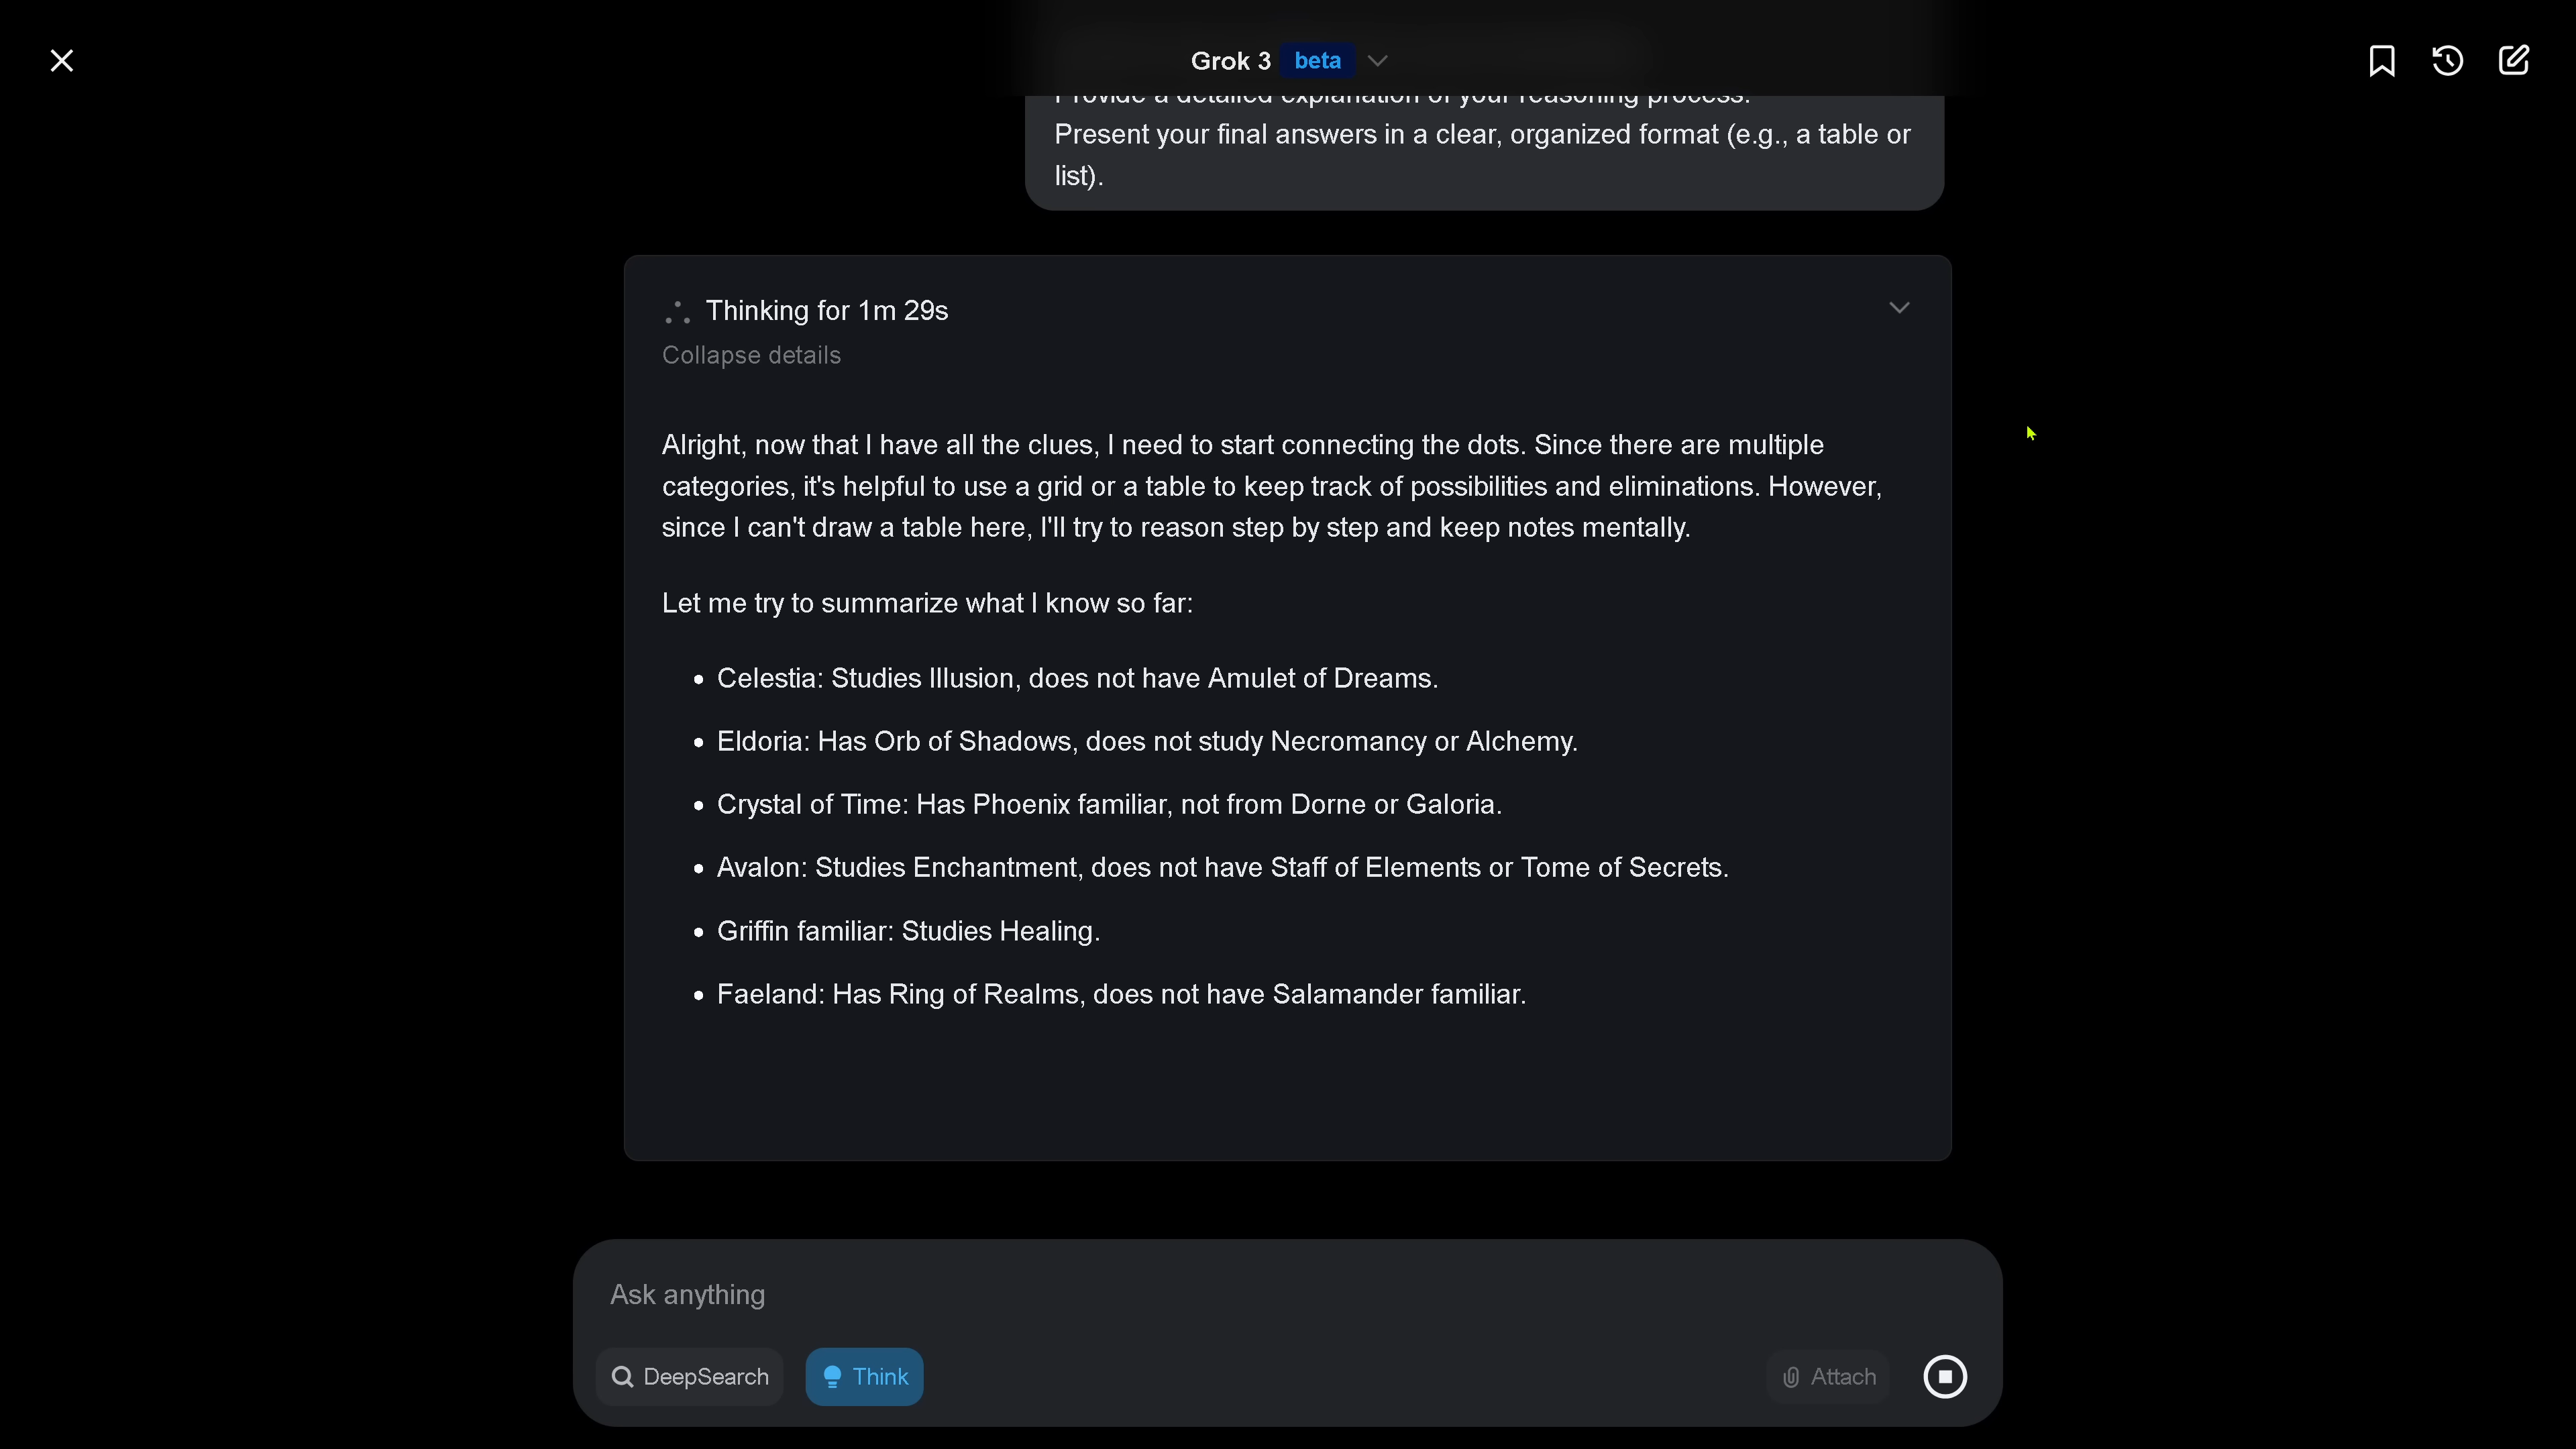 Grok 3 beta
Provide a detailed explanation of your reasoning process.
Present your final answers in a clear, organized format (e.g., a table or
list).
Thinking for 1m 29s
Collapse details
Alright, now that I have all the clues, I need to start connecting the dots. Since there are multiple
categories, it's helpful to use a grid or a table to keep track of possibilities and eliminations. However,
since I can't draw a table here, I'll try to reason step by step and keep notes mentally.
Let me try to summarize what I know so far:
• Celestia: Studies Illusion, does not have Amulet of Dreams.
• Eldoria: Has Orb of Shadows, does not study Necromancy or Alchemy.
• Crystal of Time: Has Phoenix familiar, not from Dorne or Galoria.
• Avalon: Studies Enchantment, does not have Staff of Elements or Tome of Secrets.
• Griffin familiar: Studies Healing.
• Faeland: Has Ring of Realms, does not have Salamander familiar.
Ask anything
DeepSearch Think Attach